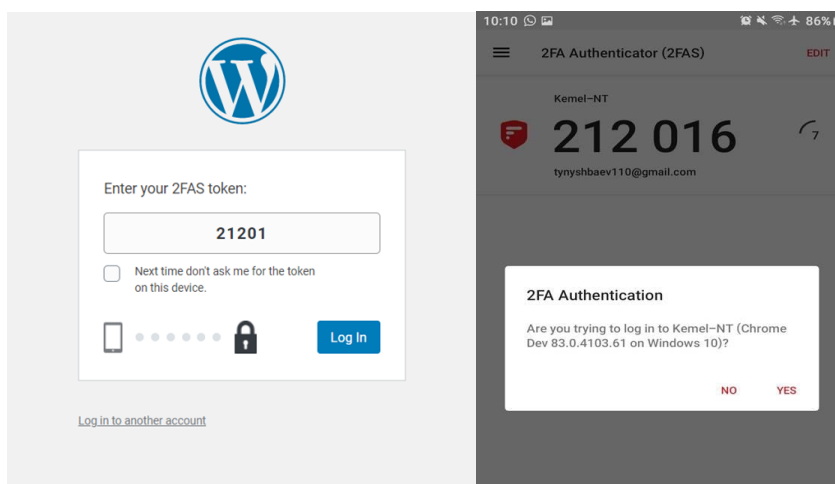 Enter your 2FAS token:
21201
Next time don't ask me for the token
on this device.
Log In
Log in to another account
10:10
86%
2FA Authenticator (2FAS)
EDIT
Kemel-NT
212 016
7
tynyshbaev110@gmail.com
2FA Authentication
Are you trying to log in to Kemel-NT (Chrome
Dev 83.0.4103.61 on Windows 10)?
NO YES